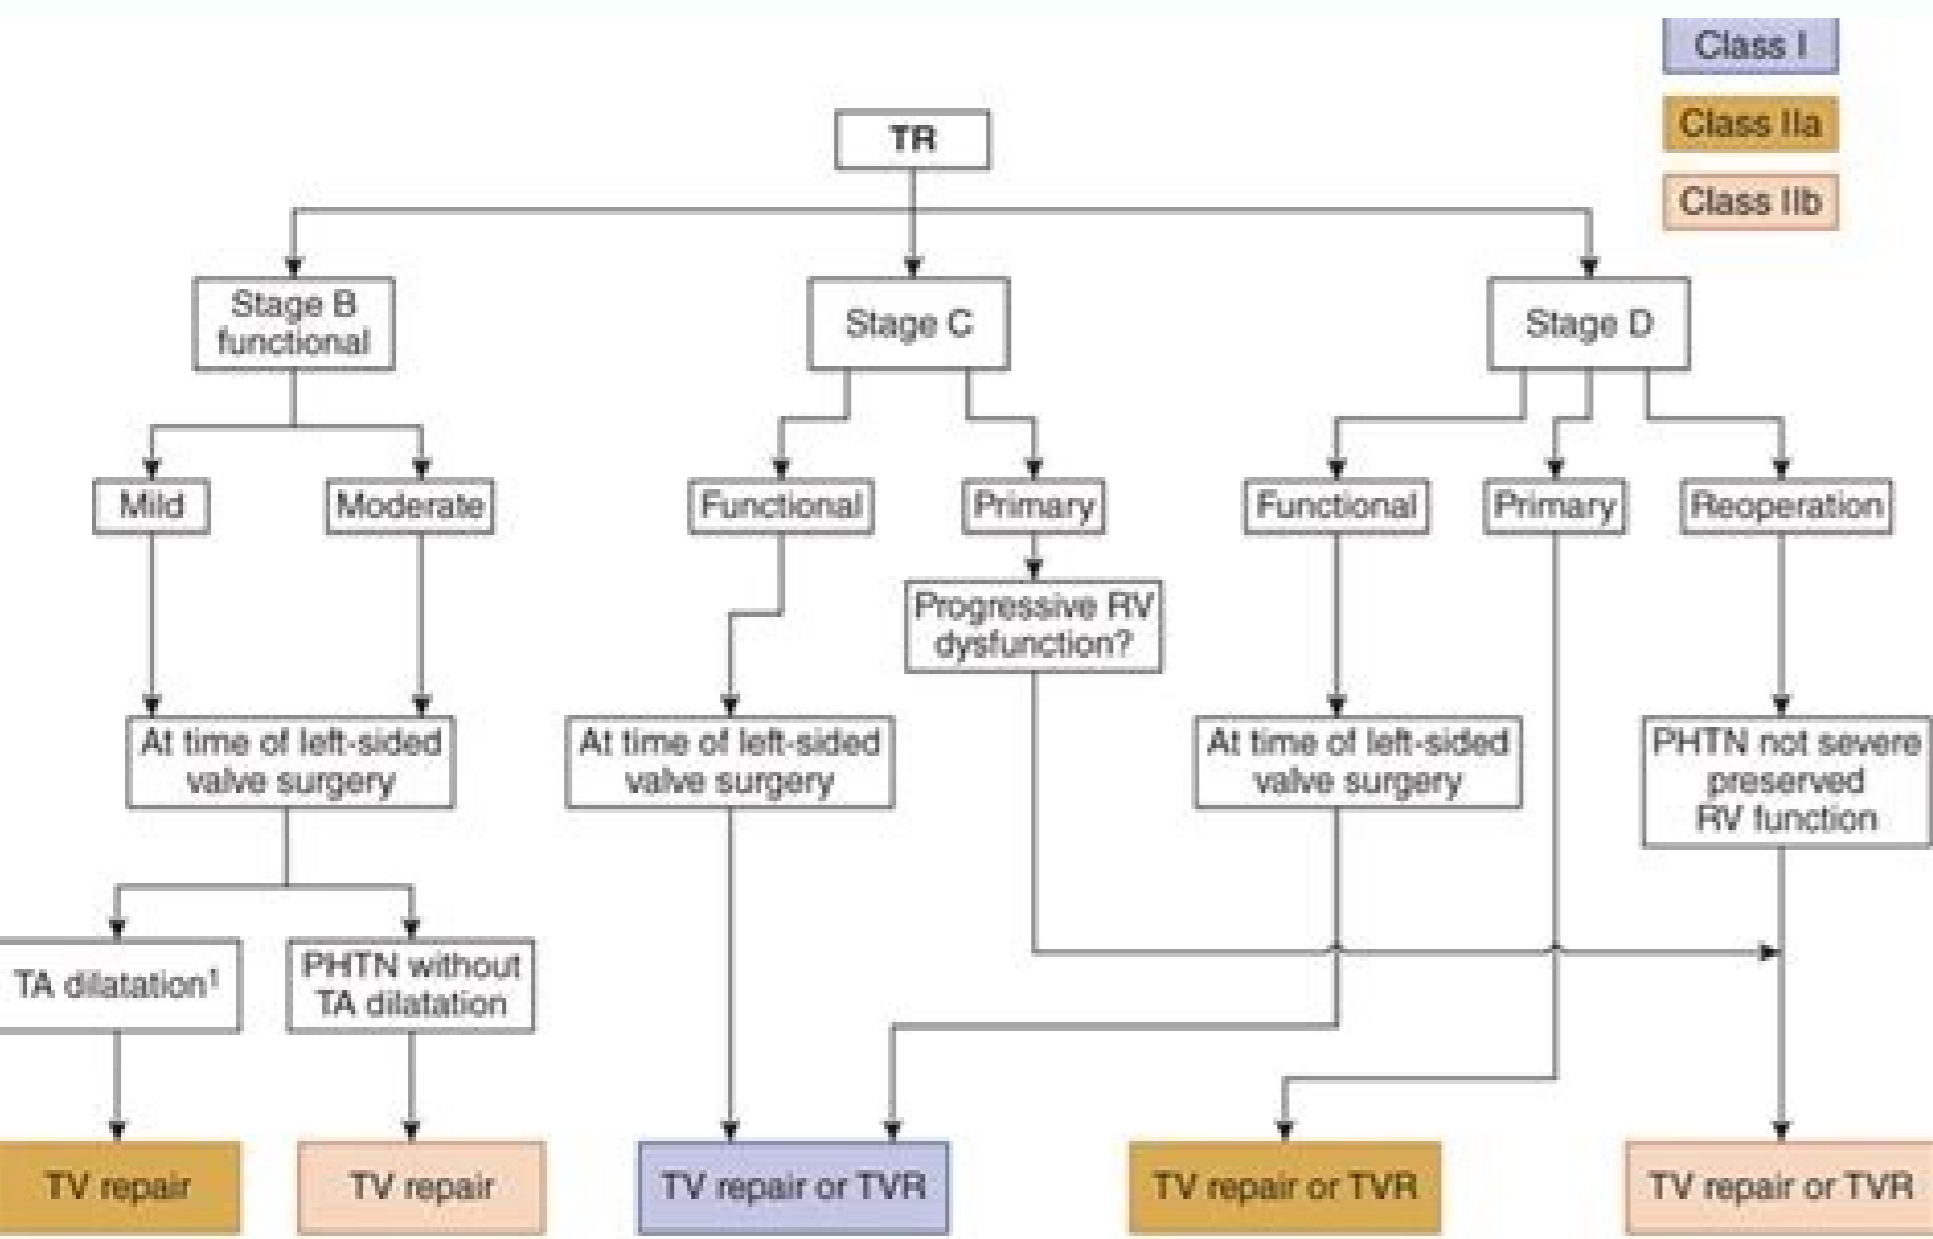 Class I
Class IIa
Class IIb
TR
Stage B
functional
Stage C
Stage D
Mild
Moderate
Functional
Primary
Functional
Primary
Reoperation
Progressive RV
dysfunction?
At time of left-sided
valve surgery
At time of left-sided
valve surgery
At time of left-sided
valve surgery
PHTN not severe
preserved
RV function
TA dilatation¹
PHTN without
TA dilatation
TV repair
TV repair
TV repair or TVR
TV repair or TVR
TV repair or TVR